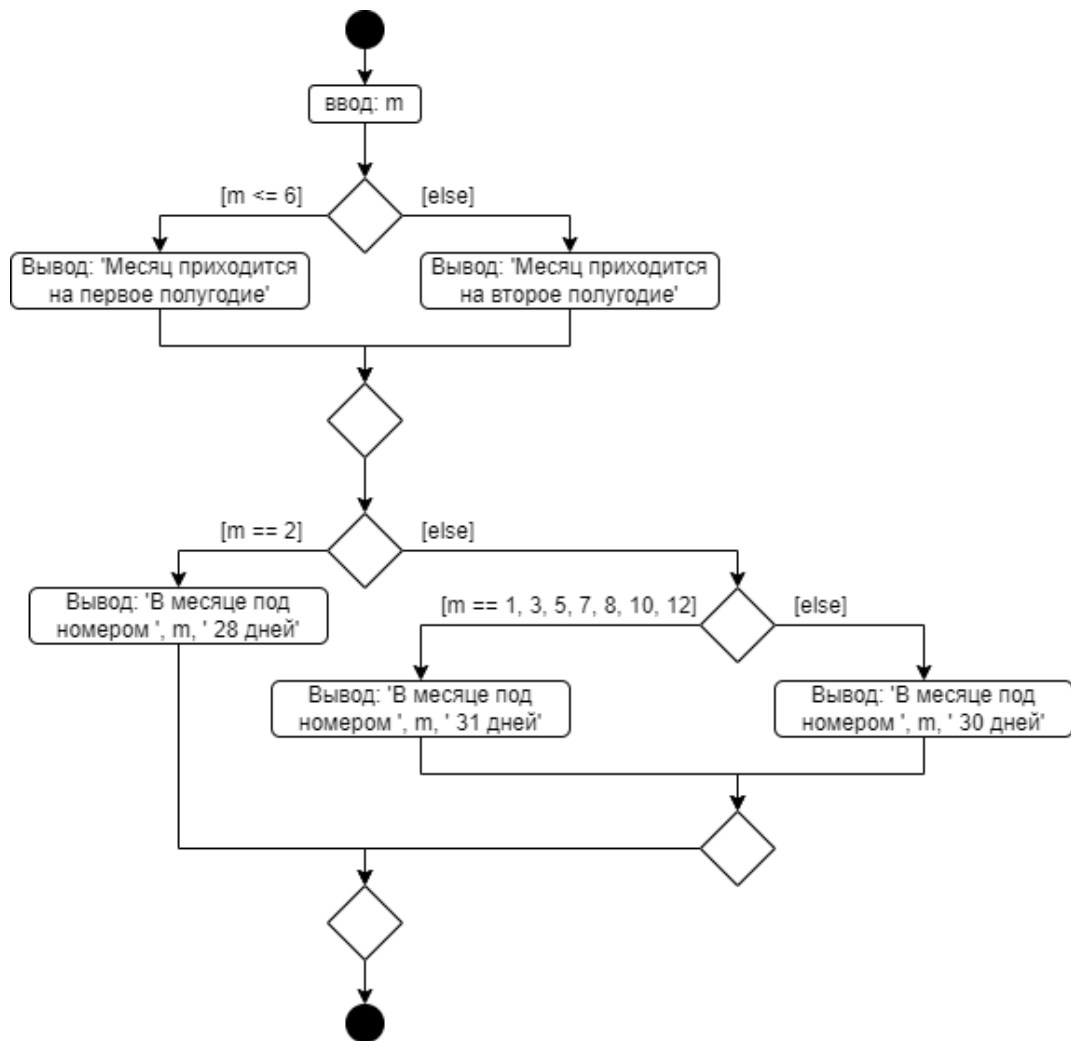 ввод: m
[m <= 6]
[else]
Вывод: 'Месяц приходится
на первое полугодие'
Вывод: 'Месяц приходится
на второе полугодие'
[m == 2]
[else]
Вывод: 'В месяце под
номером ', m, ' 28 дней'
[m == 1, 3, 5, 7, 8, 10, 12]
[else]
Вывод: 'В месяце под
номером ', m, ' 31 дней'
Вывод: 'В месяце под
номером ', m, ' 30 дней'